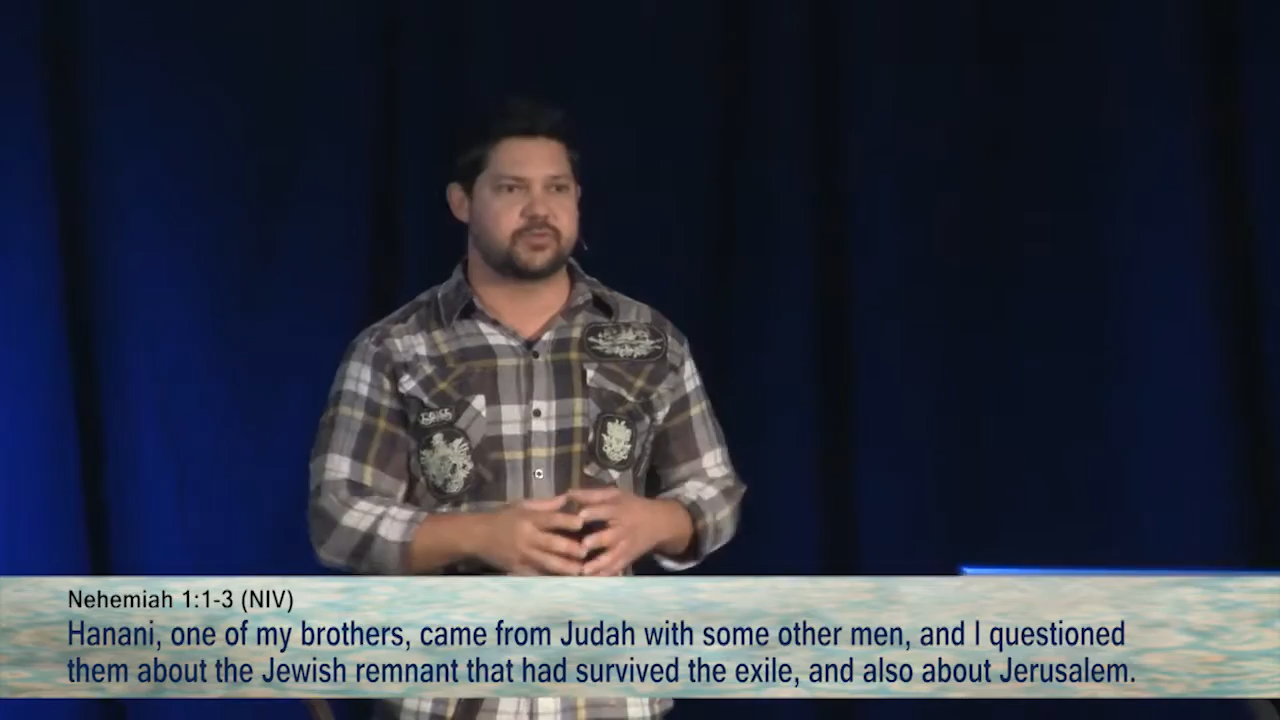 Nehemiah 1:1-3 (NIV)
Hanani, one of my brothers, came from Judah with some other men, and I questioned
them about the Jewish remnant that had survived the exile, and also about Jerusalem.